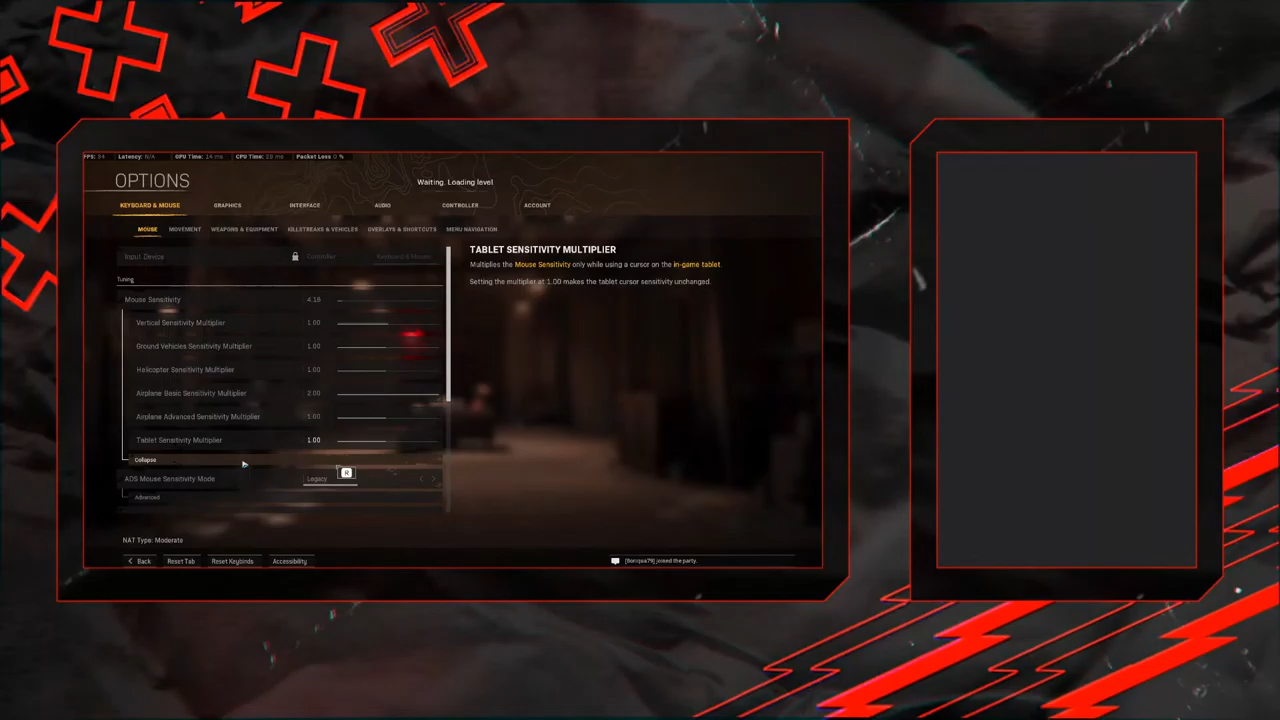 FPS: 84 Latency: N/A GPU Time: 14 ms CPU Time: 29 ms Packet Loss 0 %
OPTIONS
Waiting. Loading level
KEYBOARD & MOUSE GRAPHICS INTERFACE AUDIO CONTROLLER ACCOUNT
MOUSE MOVEMENT WEAPONS & EQUIPMENT KILLSTREAKS & VEHICLES OVERLAYS & SHORTCUTS MENU NAVIGATION
Input Device Controller Keyboard & Mouse
TABLET SENSITIVITY MULTIPLIER
Multiplies the Mouse Sensitivity only while using a cursor on the in-game tablet.
Setting the multiplier at 1.00 makes the tablet cursor sensitivity unchanged.
Tuning
Mouse Sensitivity 4.16
Vertical Sensitivity Multiplier 1.00
Ground Vehicles Sensitivity Multiplier 1.00
Helicopter Sensitivity Multiplier 1.00
Airplane Basic Sensitivity Multiplier 2.00
Airplane Advanced Sensitivity Multiplier 1.00
Tablet Sensitivity Multiplier 1.00
Collapse
R
ADS Mouse Sensitivity Mode Legacy
Advanced
NAT Type: Moderate
Back Reset Tab Reset Keybinds Accessibility
joined the party.